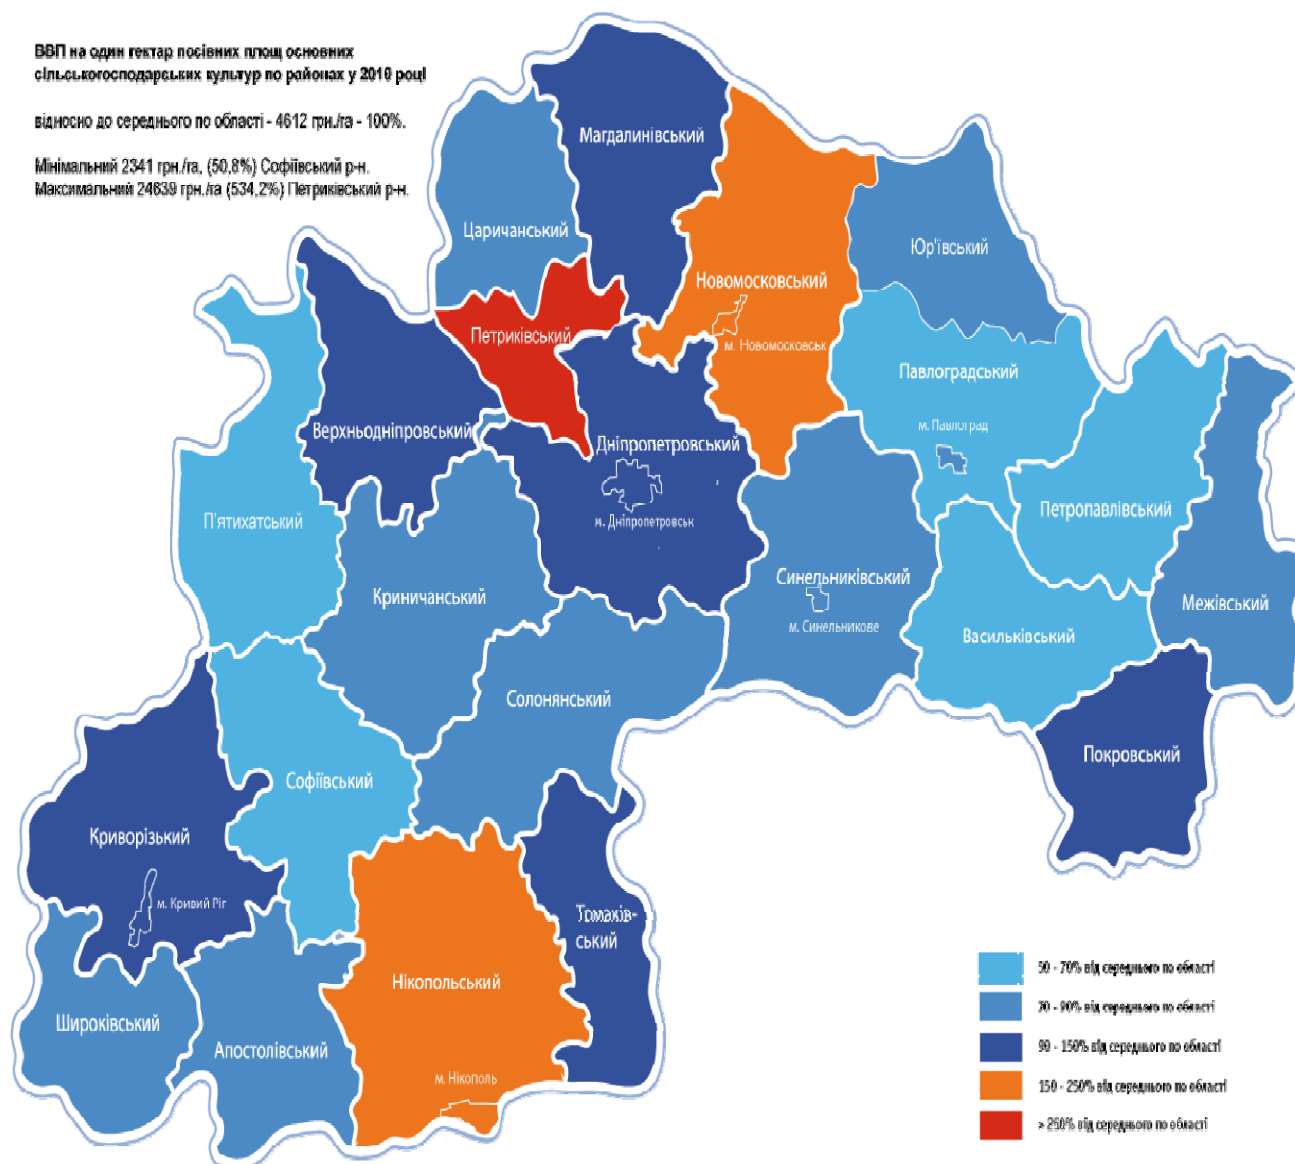 ВВП на один гектар посівних площ основних
сільськогосподарських культур по районах у 2010 році
відносно до середнього по області - 4612 грн./га - 100%.
Мінімальний 2341 грн./га, (50,8%) Софіївський р-н.
Максимальний 24639 грн./га (534,2%) Петриківський р-н.
Магдалинівський
Царичанський
Юр'ївський
Новомосковський
Петриківський
м. Новомосковськ
Павлоградський
м. Павлоград
Верхньодніпровський
Дніпропетровський
м. Дніпропетровськ
П'ятихатський
Петропавлівський
Криничанський
Синельниківський
м. Синельникове
Межівський
Васильківський
Солонянський
Покровський
Софіївський
Криворізький
м. Кривий Ріг
Томахів-
ський
Нікопольський
Широківський
Апостолівський
м. Нікополь
50 - 70% від середнього по області
70 - 90% від середнього по області
90 - 150% від середнього по області
150 - 250% від середнього по області
> 250% від середнього по області